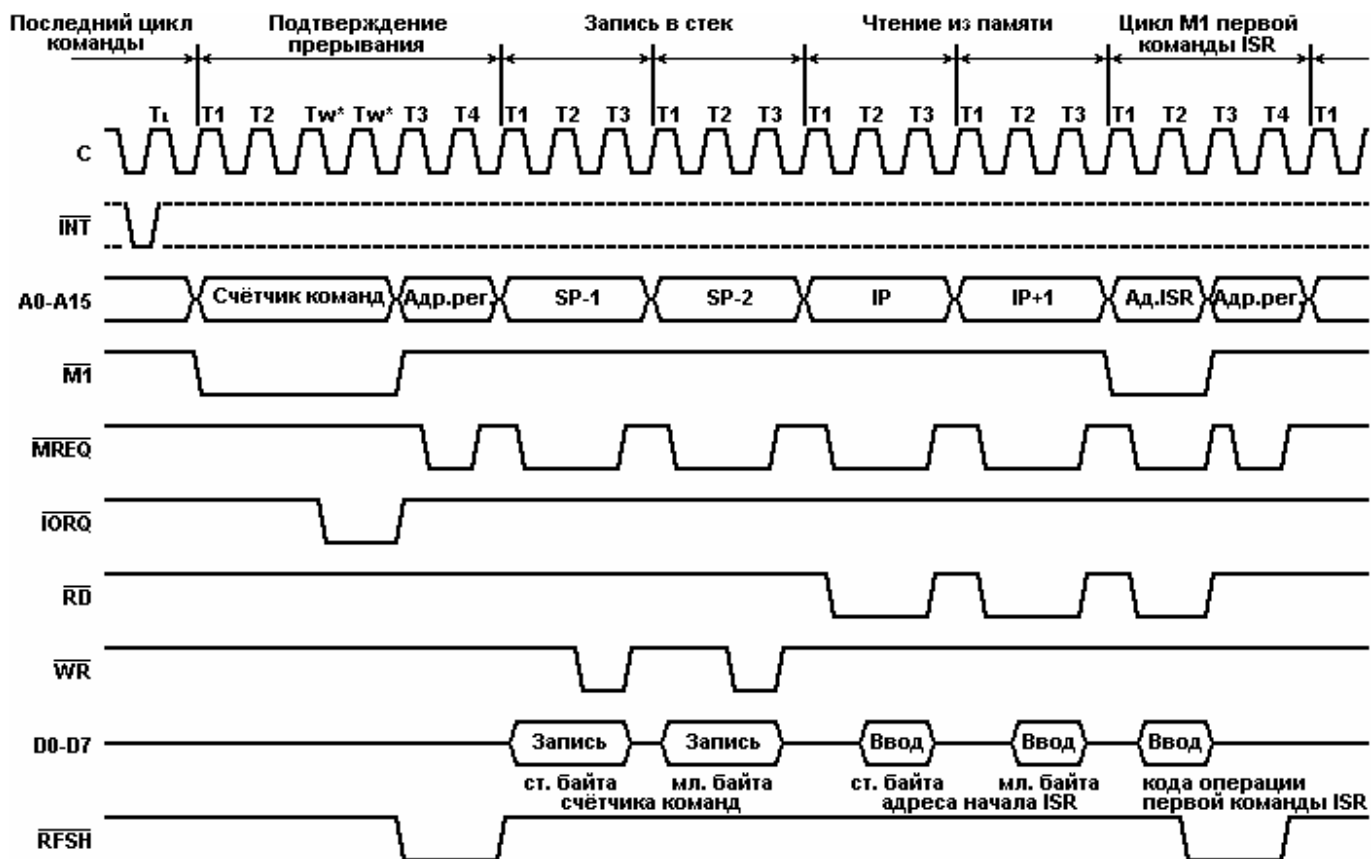 Последний цикл команды
Подтверждение прерывания
Запись в стек
Чтение из памяти
Цикл М1 первой команды ISR
TL T1 T2 Tw* Tw* T3 T4 T1 T2 T3 T1 T2 T3 T1 T2 T3 T1 T2 T3 T1 T2 T3 T4 T1
C
INT
A0-A15 Счётчик команд Адр.рег. SP-1 SP-2 IP IP+1 Ад.ISR Адр.рег.
M1
MREQ
IORQ
RD
WR
D0-D7 Запись Запись Ввод Ввод Ввод
ст. байта мл. байта ст. байта мл. байта кода операции
счётчика команд адреса начала ISR первой команды ISR
RFSH